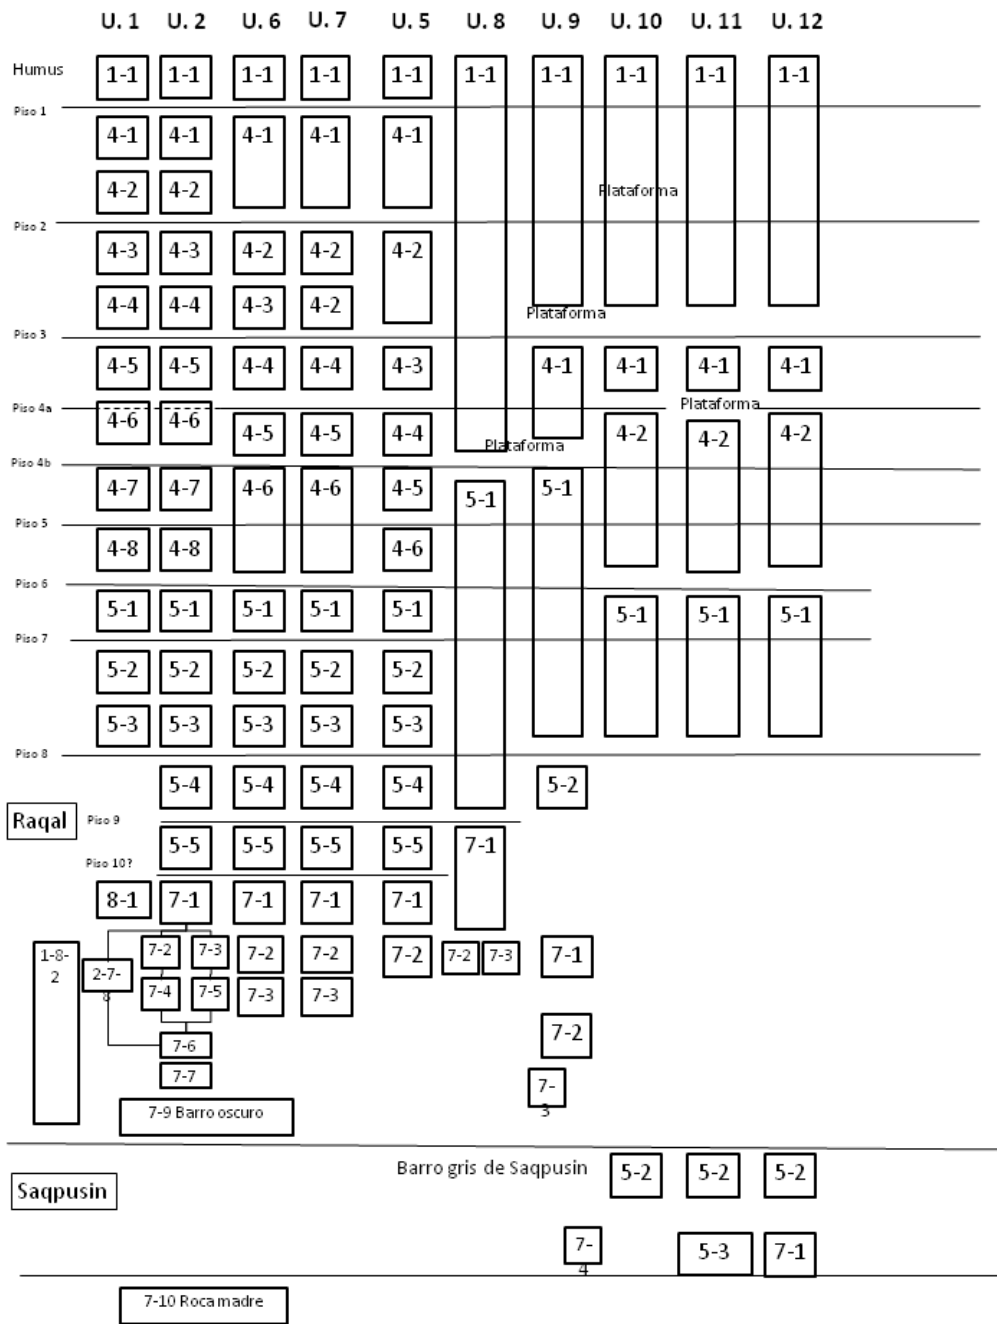 U. 1 U. 2 U. 6 U. 7 U. 5 U. 8 U. 9 U. 10 U. 11 U. 12
Humus 1-1 1-1 1-1 1-1 1-1 1-1 1-1 1-1 1-1 1-1
Piso 1
4-1 4-1 4-1 4-1 4-1
4-2 4-2 Plataforma
Piso 2
4-3 4-3 4-2 4-2 4-2
4-4 4-4 4-3 4-2
Plataforma
Piso 3
4-5 4-5 4-4 4-4 4-3 4-1 4-1 4-1 4-1
Piso 4a Plataforma
4-6 4-6 4-5 4-5 4-4 4-2 4-2 4-2
Plataforma
Piso 4b
4-7 4-7 4-6 4-6 4-5 5-1 5-1
Piso 5
4-8 4-8 4-6
Piso 6
5-1 5-1 5-1 5-1 5-1 5-1 5-1 5-1
Piso 7
5-2 5-2 5-2 5-2 5-2
5-3 5-3 5-3 5-3 5-3
Piso 8
5-4 5-4 5-4 5-4 5-2
Raqal Piso 9
5-5 5-5 5-5 5-5 7-1
Piso 10?
8-1 7-1 7-1 7-1 7-1
1-8-
2
7-2 7-3 7-2 7-2 7-2 7-2 7-3 7-1
2-7-
8
7-4 7-5 7-3 7-3
7-6 7-2
7-7
7-
3
7-9 Barro oscuro
Barro gris de Saqpusin 5-2 5-2 5-2
Saqpusin
7-
4
5-3 7-1
7-10 Roca madre